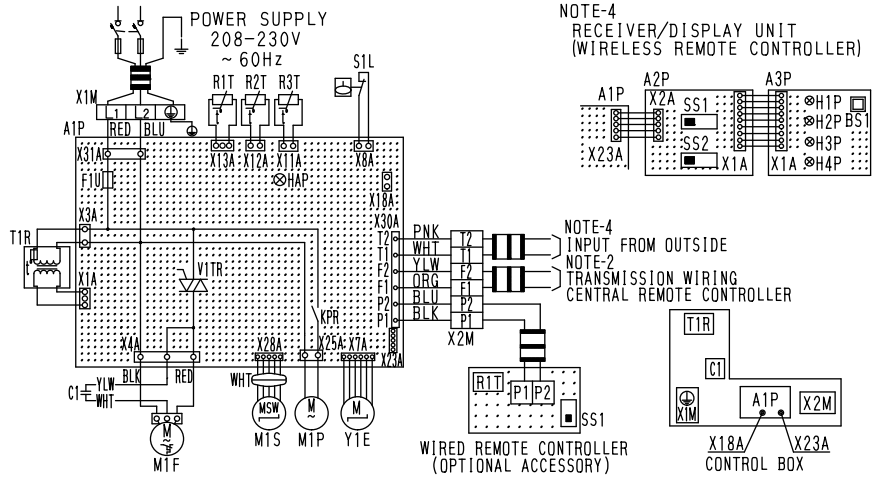 POWER SUPPLY
208-230V
~ 60Hz
R1T R2T R3T
S1L
X1M
L1 L2
A1P RED BLU
X31A
X13A X12A X11A X8A
F1U
HAP
X18A
X3A
X30A
T1R
t°
X1A
V1TR
KPR
T2 PNK T2
T1 WHT T1
F2 YLW F2
F1 ORG F1
P2 BLU P2
P1 BLK P1
X2M
NOTE-4
INPUT FROM OUTSIDE
NOTE-2
TRANSMISSION WIRING
CENTRAL REMOTE CONTROLLER
X4A X28A X25A X7A X23A
BLK RED
YLW
C1
WHT
WHT
M
~
M1F
MSW
M1S
M
~
M1P
M
Y1E
R1T
P1 P2
SS1
WIRED REMOTE CONTROLLER
(OPTIONAL ACCESSORY)
NOTE-4
RECEIVER/DISPLAY UNIT
(WIRELESS REMOTE CONTROLLER)
A1P A2P A3P
X2A
SS1
H1P
BS1
H2P
SS2
H3P
X23A X1A X1A H4P
T1R
C1
X1M
A1P
X2M
X18A X23A
CONTROL BOX